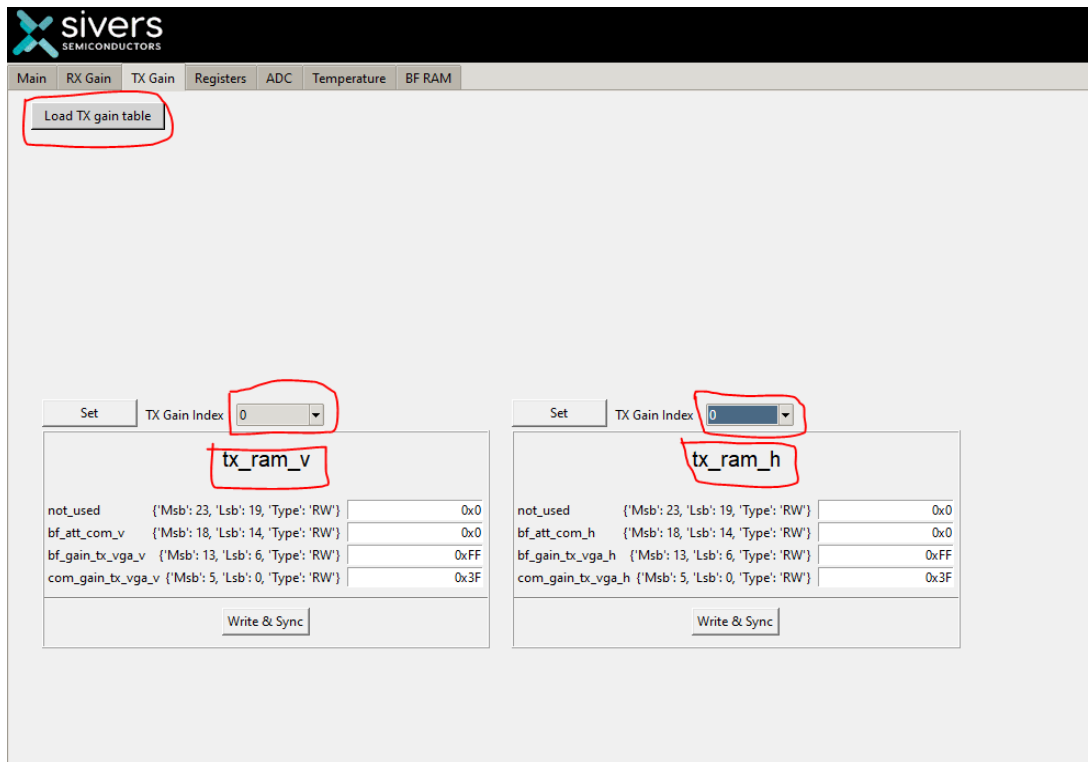 sivers
SEMICONDUCTORS
Main RX Gain TX Gain Registers ADC Temperature BF RAM
Load TX gain table
Set TX Gain Index 0
tx_ram_v
not_used {'Msb': 23, 'Lsb': 19, 'Type': 'RW'} 0x0
bf_att_com_v {'Msb': 18, 'Lsb': 14, 'Type': 'RW'} 0x0
bf_gain_tx_vga_v {'Msb': 13, 'Lsb': 6, 'Type': 'RW'} 0xFF
com_gain_tx_vga_v {'Msb': 5, 'Lsb': 0, 'Type': 'RW'} 0x3F
Write & Sync
Set TX Gain Index 0
tx_ram_h
not_used {'Msb': 23, 'Lsb': 19, 'Type': 'RW'} 0x0
bf_att_com_h {'Msb': 18, 'Lsb': 14, 'Type': 'RW'} 0x0
bf_gain_tx_vga_h {'Msb': 13, 'Lsb': 6, 'Type': 'RW'} 0xFF
com_gain_tx_vga_h {'Msb': 5, 'Lsb': 0, 'Type': 'RW'} 0x3F
Write & Sync